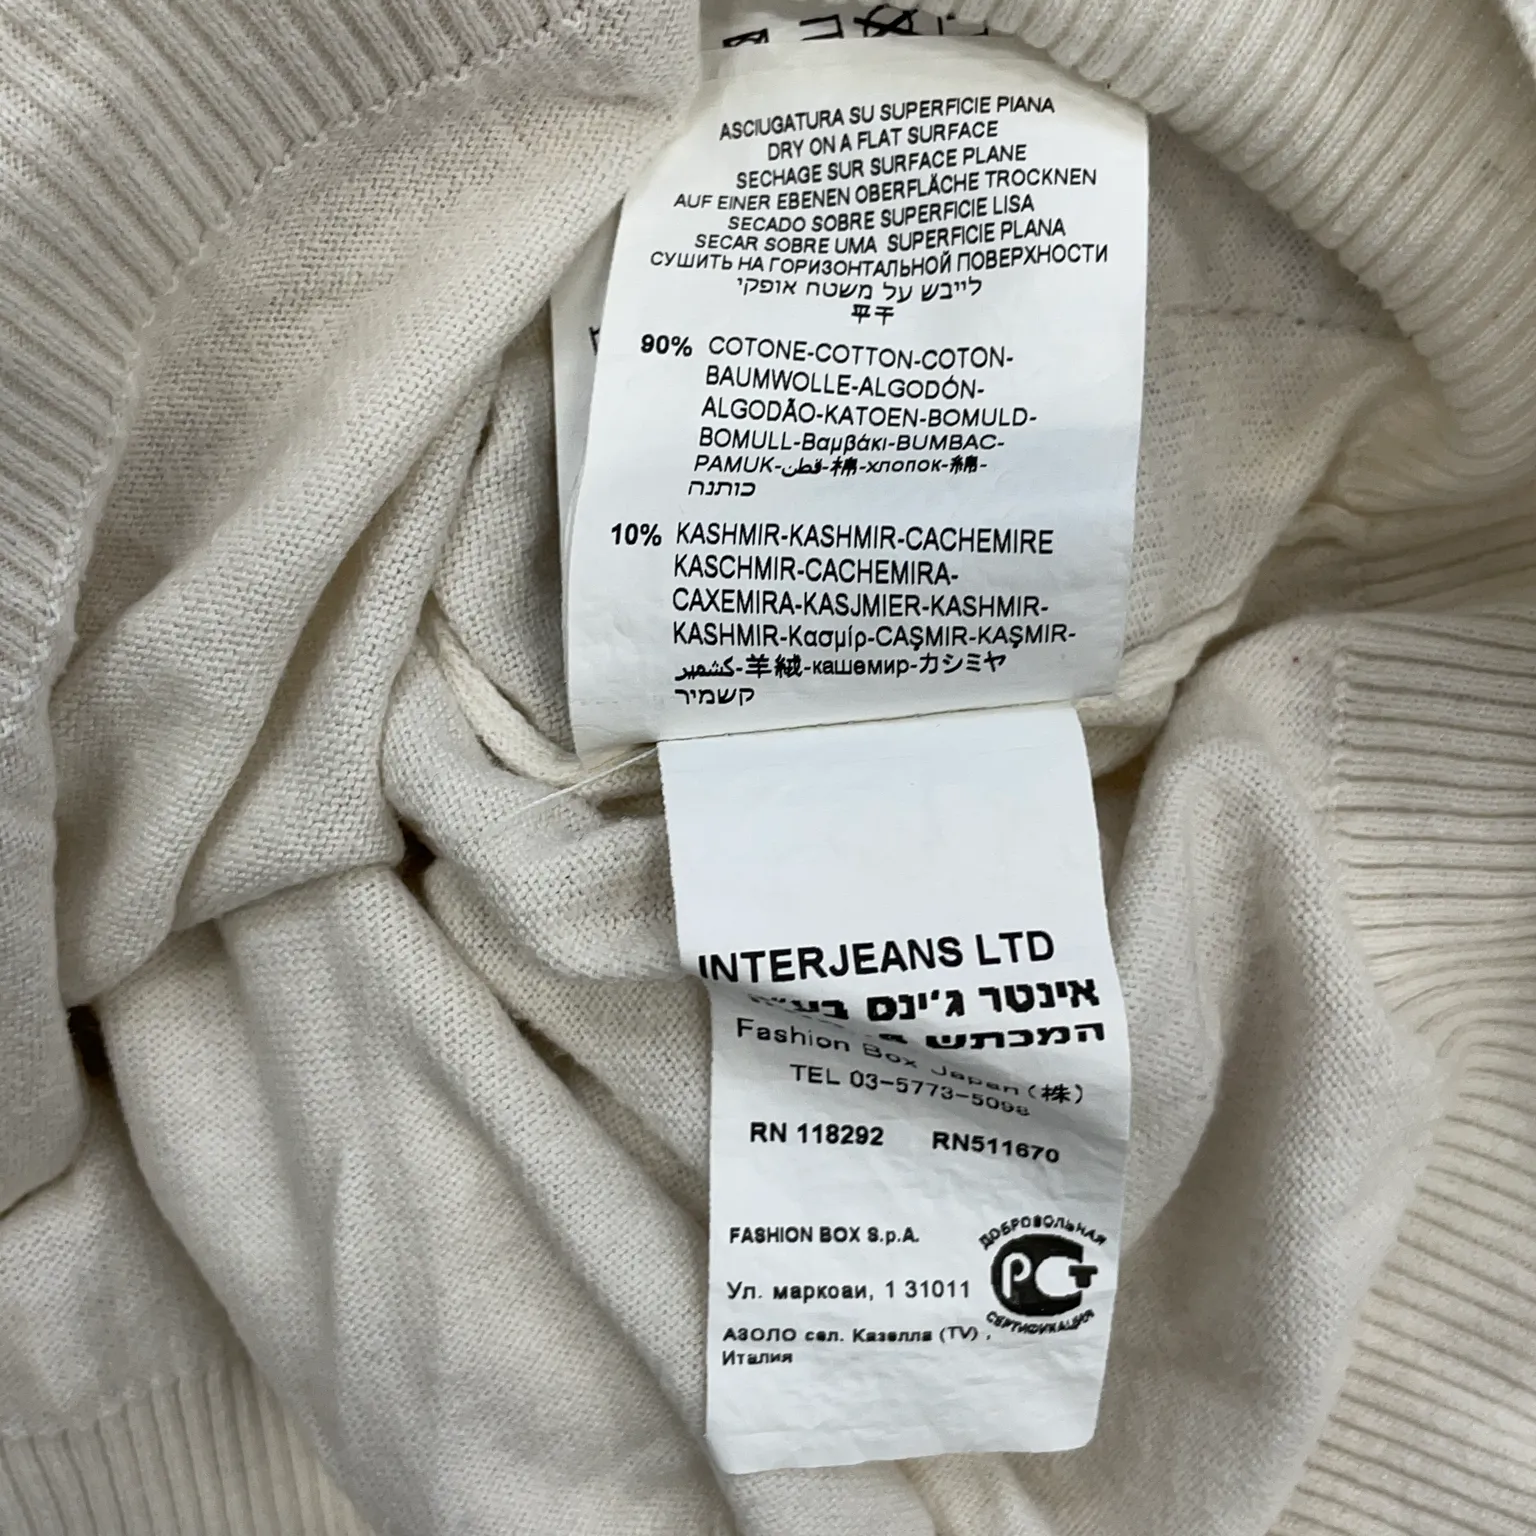 ASCIUGATURA SU SUPERFICIE PIANA
DRY ON A FLAT SURFACE
SECHAGE SUR SURFACE PLANE
AUF EINER EBENEN OBERFLÄCHE TROCKNEN
SECADO SOBRE SUPERFICIE LISA
SECAR SOBRE UMA SUPERFICIE PLANA
СУШИТЬ НА ГОРИЗОНТАЛЬНОЙ ПОВЕРХНОСТИ
לייבש על משטח אופקי
平干
90% COTONE-COTTON-COTON-
BAUMWOLLE-ALGODÓN-
ALGODÃO-KATOEN-BOMULD-
BOMULL-Βαμβάκι-BUMBAC-
PAMUK-قطن-棉-хлопок-綿-
כותנה
10% KASHMIR-KASHMIR-CACHEMIRE
KASCHMIR-CACHEMIRA-
CAXEMIRA-KASJMIER-KASHMIR-
KASHMIR-Κασμίρ-CAŞMIR-KAŞMIR-
كشمير-羊絨-кашемир-カシミヤ
קשמיר
INTERJEANS LTD
אינטר ג'ינס בע"מ
המכתש
Fashion Box Japan (株)
TEL 03-5773-5098
RN 118292 RN511670
FASHION BOX S.p.A.
Ул. маркоаи, 1 31011
АЗОЛО сел. Казелла (TV) ,
Италия
ДОБРОВОЛЬНАЯ
РСТ
СЕРТИФИКАЦИЯ